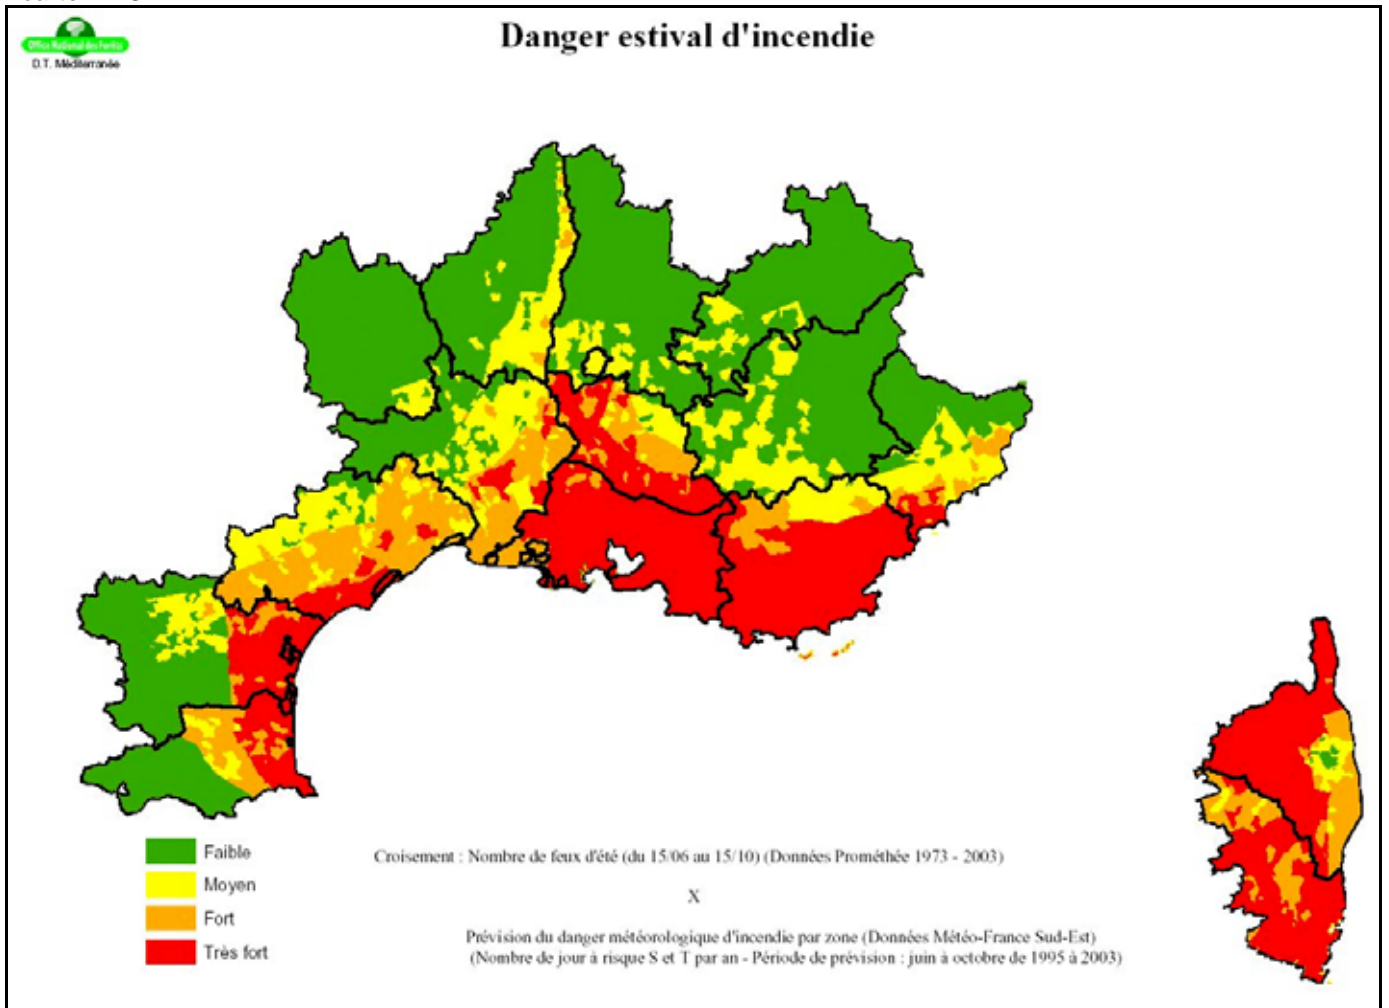 Danger estival d'incendie
Office National des Forêts
D.T. Méditerranée
Faible
Moyen
Fort
Très fort
Croisement : Nombre de feux d'été (du 15/06 au 15/10) (Données Prométhée 1973 - 2003)
X
Prévision du danger météorologique d'incendie par zone (Données Météo-France Sud-Est)
(Nombre de jour à risque S et T par an - Période de prévision : juin à octobre de 1995 à 2003)